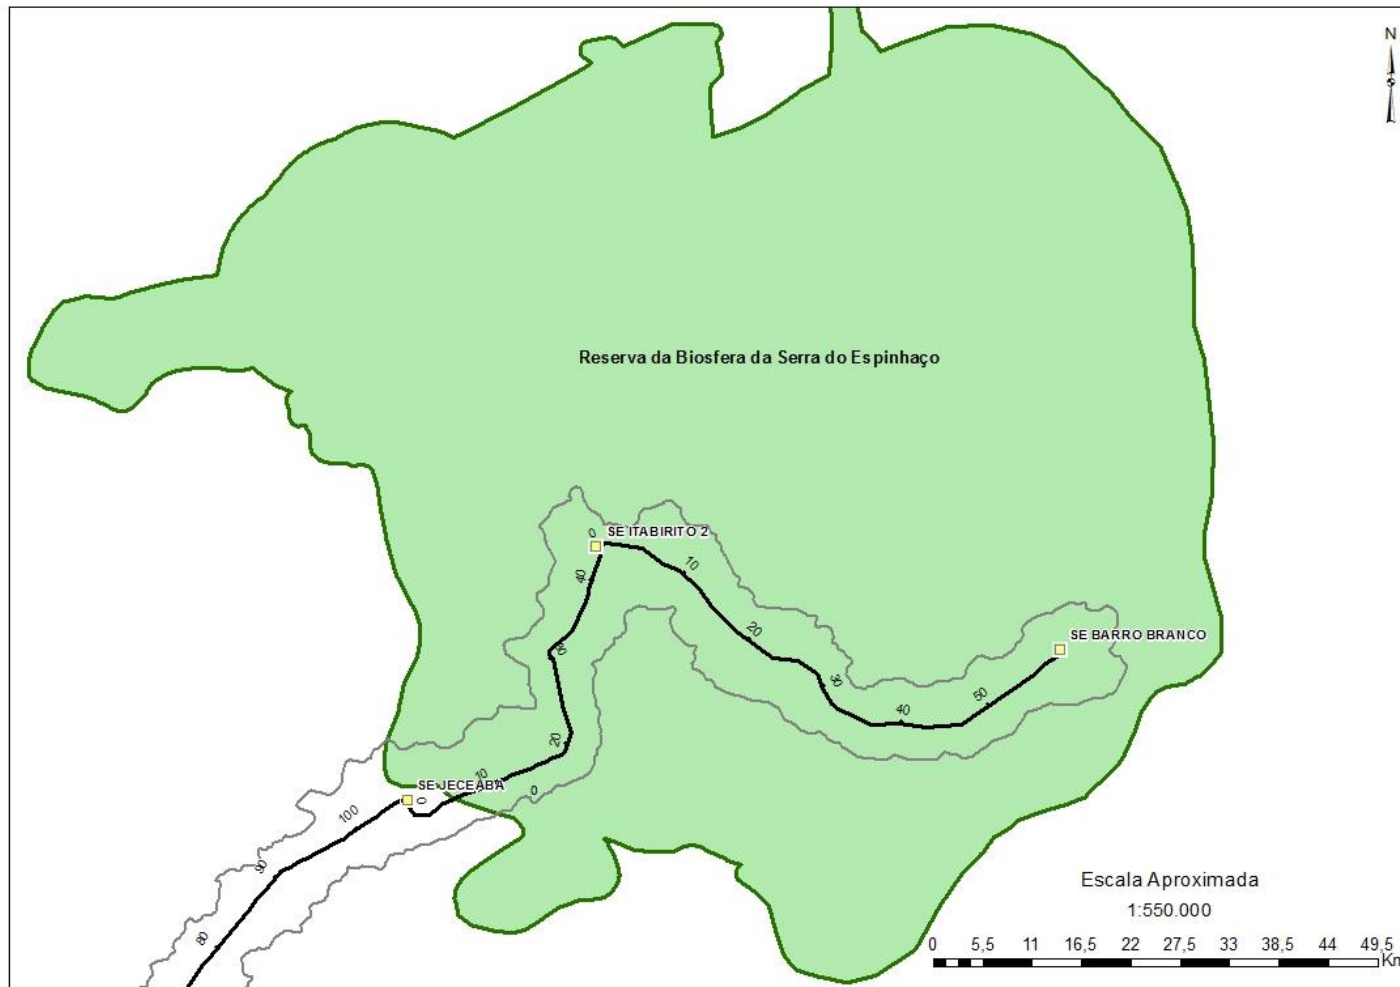 N
Reserva da Biosfera da Serra do Espinhaço
0
SE ITABIRITO 2
40
10
20
SE BARRO BRANCO
30
50
40
20
10
SE JECEABA
0
0
100
90
80
Escala Aproximada
1:550.000
0 5,5 11 16,5 22 27,5 33 38,5 44 49,5
Km